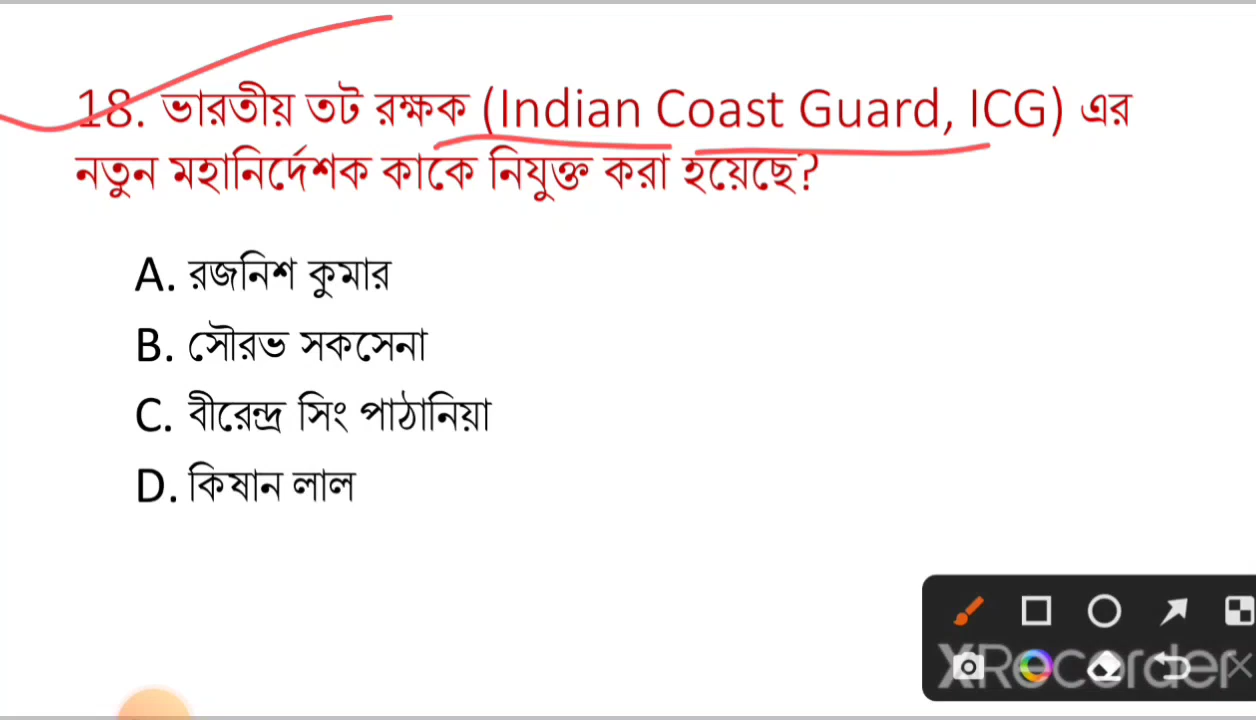 18. ভারতীয় তট রক্ষক (Indian Coast Guard, ICG) এর
নতুন মহানির্দেশক কাকে নিযুক্ত করা হয়েছে?
A. রজনিশ কুমার
B. সৌরভ সকসেনা
C. বীরেন্দ্র সিং পাঠানিয়া
D. কিষান লাল
XRecorder